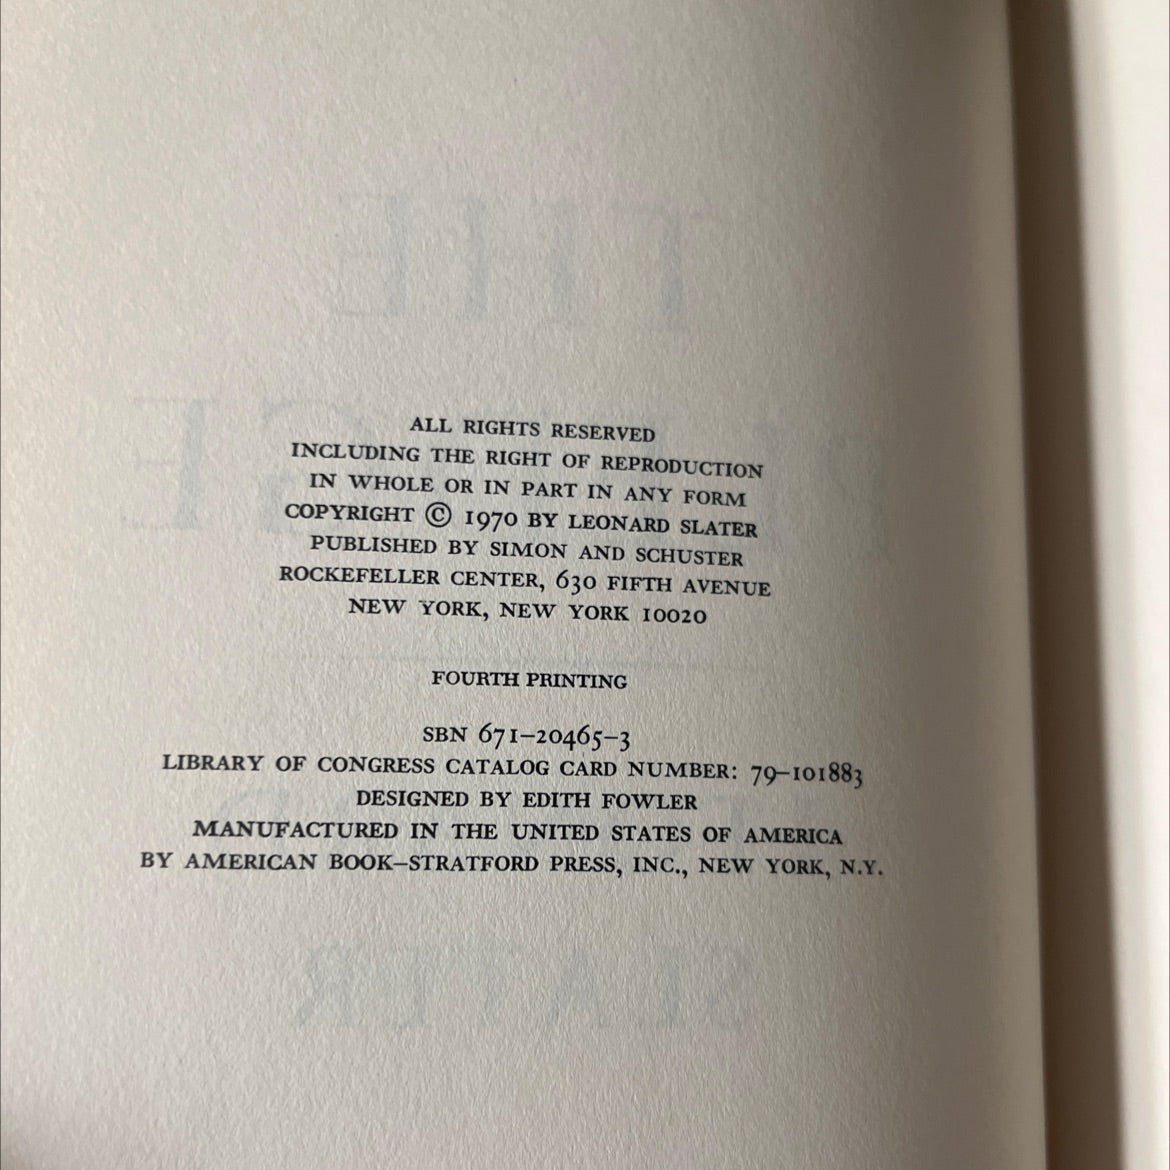 ALL RIGHTS RESERVED
INCLUDING THE RIGHT OF REPRODUCTION
IN WHOLE OR IN PART IN ANY FORM
COPYRIGHT © 1970 BY LEONARD SLATER
PUBLISHED BY SIMON AND SCHUSTER
ROCKEFELLER CENTER, 630 FIFTH AVENUE
NEW YORK, NEW YORK 10020
FOURTH PRINTING
SBN 671–20465–3
LIBRARY OF CONGRESS CATALOG CARD NUMBER: 79–101883
DESIGNED BY EDITH FOWLER
MANUFACTURED IN THE UNITED STATES OF AMERICA
BY AMERICAN BOOK–STRATFORD PRESS, INC., NEW YORK, N.Y.